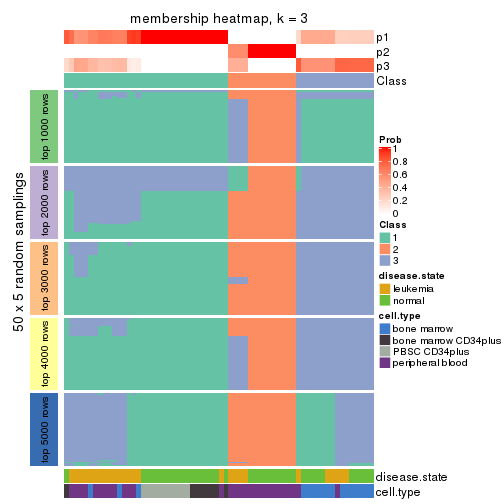 membership heatmap, k = 3
p1
p2
p3
Class
50 x 5 random samplings
top 1000 rows
top 2000 rows
top 3000 rows
top 4000 rows
top 5000 rows
Prob
1
0.8
0.6
0.4
0.2
0
Class
1
2
3
disease.state
leukemia
normal
cell.type
bone marrow
bone marrow CD34plus
PBSC CD34plus
peripheral blood
disease.state
cell.type